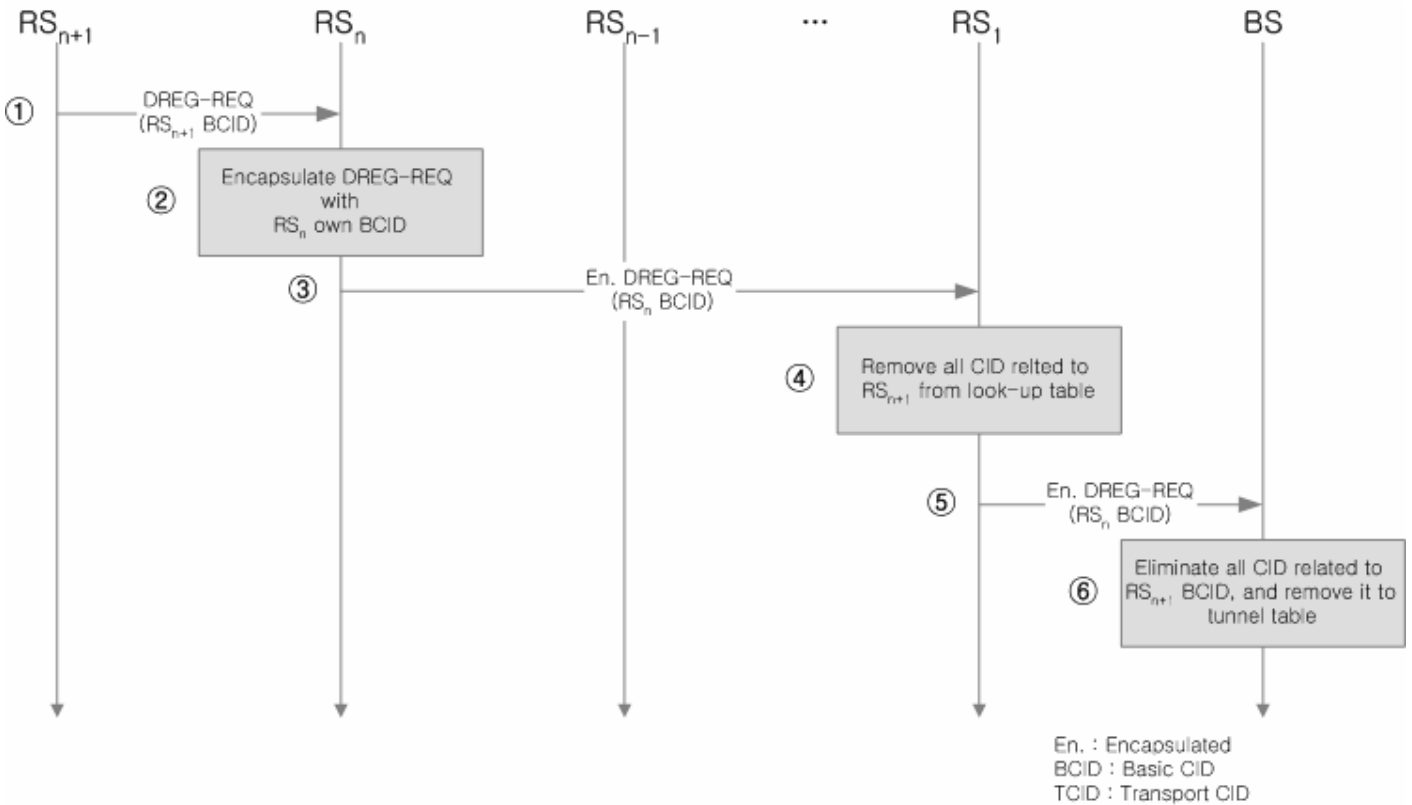 RSn+1 RSn RSn-1 ... RS1 BS
① DREG-REQ
(RSn+1 BCID)
② Encapsulate DREG-REQ
with
RSn own BCID
③ En. DREG-REQ
(RSn BCID)
④ Remove all CID relted to
RSn+1 from look-up table
⑤ En. DREG-REQ
(RSn BCID)
⑥ Eliminate all CID related to
RSn+1 BCID, and remove it to
tunnel table
En. : Encapsulated
BCID : Basic CID
TCID : Transport CID